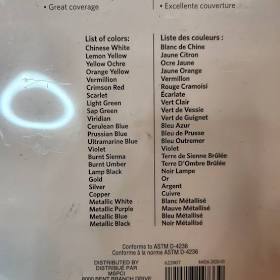 • Great coverage
• Excellente couverture
List of colors:
Chinese White
Lemon Yellow
Yellow Ochre
Orange Yellow
Vermillion
Crimson Red
Scarlet
Light Green
Sap Green
Viridian
Cerulean Blue
Prussian Blue
Ultramarine Blue
Violet
Burnt Sienna
Burnt Umber
Lamp Black
Gold
Silver
Copper
Metallic White
Metallic Purple
Metallic Blue
Metallic Black
Liste des couleurs :
Blanc de Chine
Jaune Citron
Ocre Jaune
Jaune Orange
Vermillon
Rouge Cramoisi
Écarlate
Vert Clair
Vert de Vessie
Vert de Guignet
Bleu Azur
Bleu de Prusse
Bleu Outremer
Violet
Terre de Sienne Brûlée
Terre D'Ombre Brûlée
Noir Lampe
Or
Argent
Cuivre
Blanc Métallisé
Mauve Métallisé
Bleu Métallisé
Noir Métallisé
Conforms to ASTM D-4236
Conforme à la norme ASTM D-4236
DISTRIBUTED BY
DISTRIBUÉ PAR
MSPCI